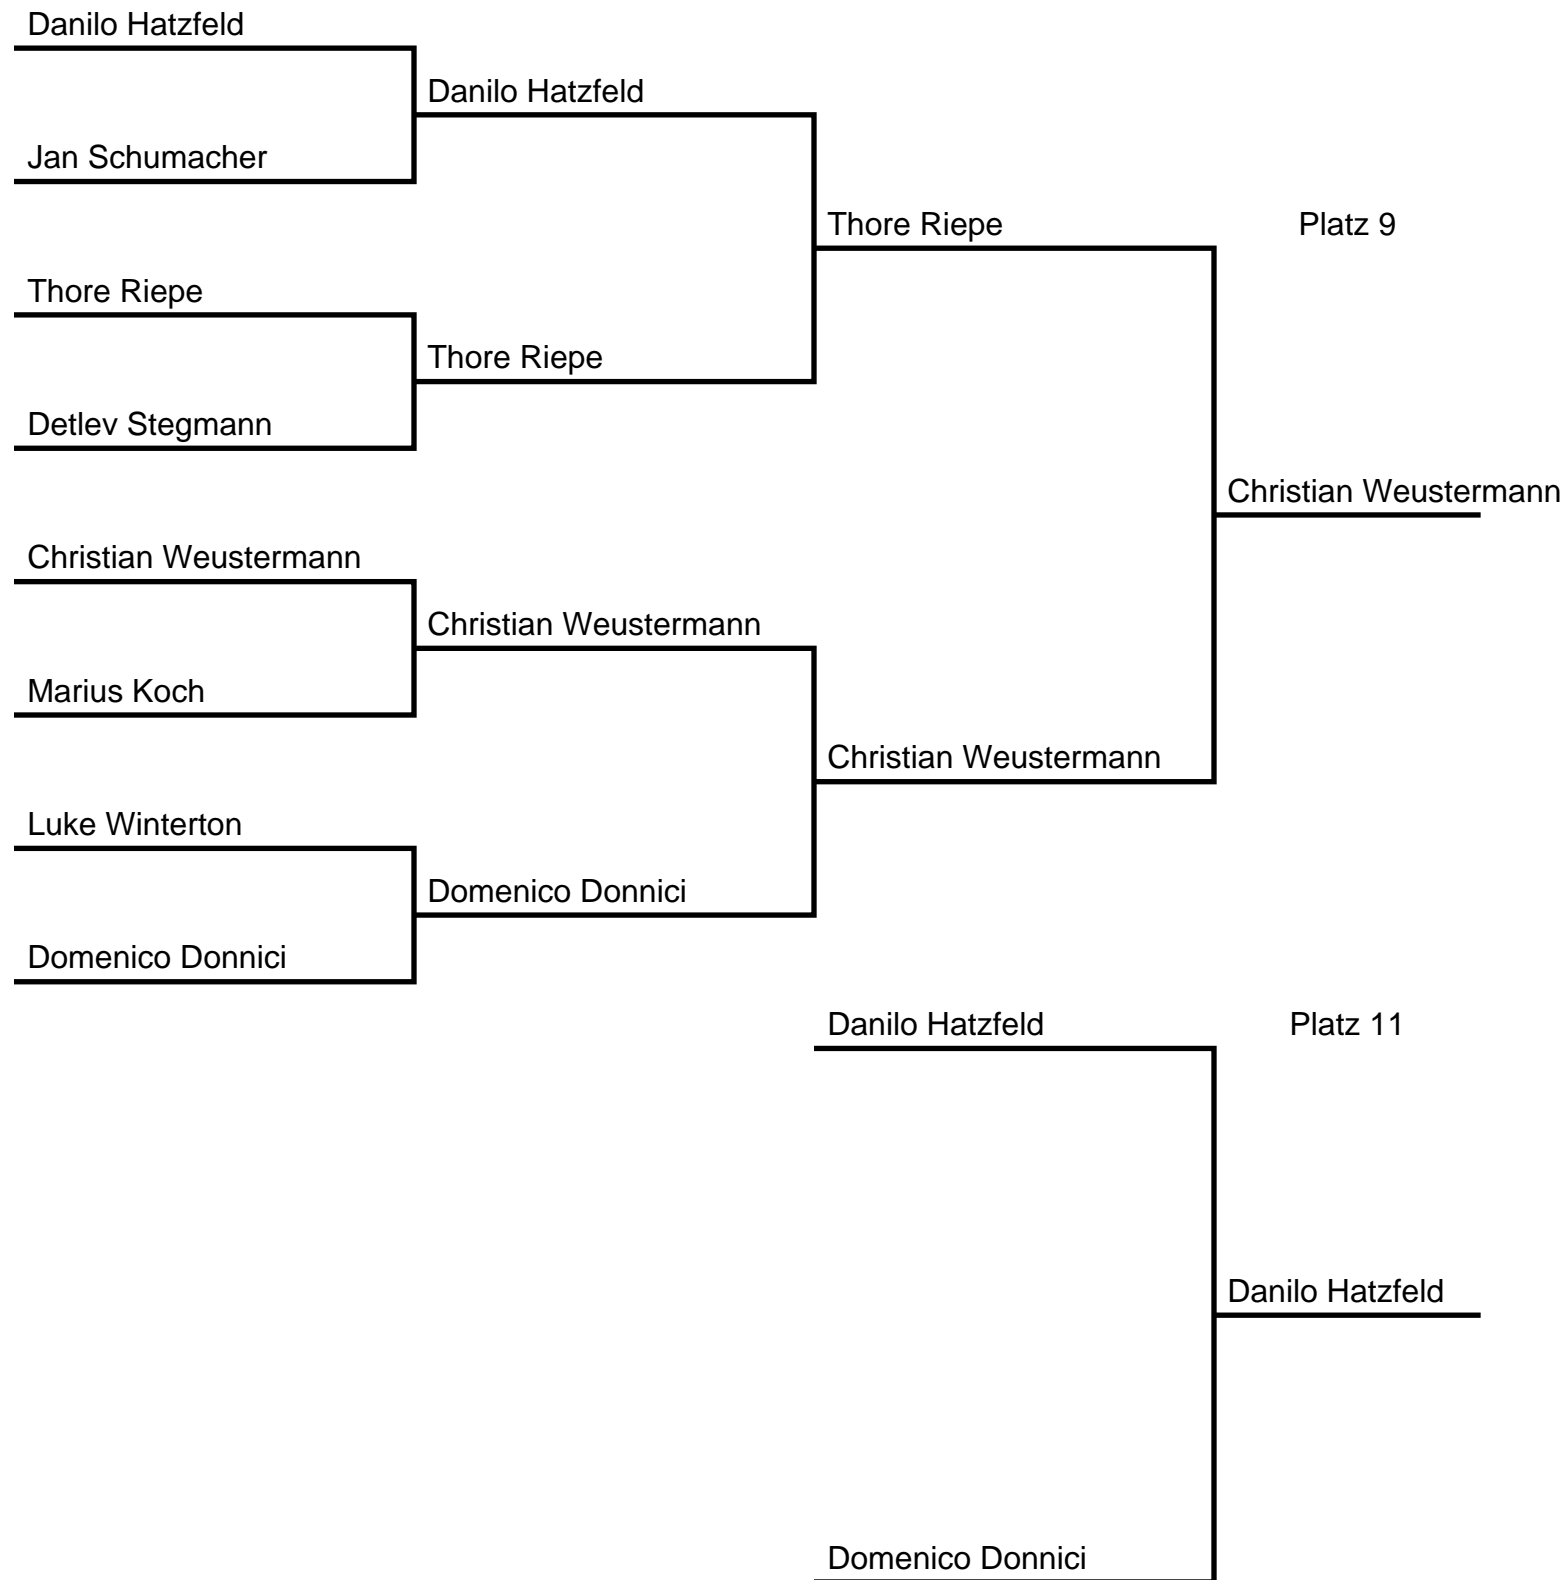 Danilo Hatzfeld
Danilo Hatzfeld
Jan Schumacher
Thore Riepe
Platz 9
Thore Riepe
Thore Riepe
Detlev Stegmann
Christian Weustermann
Christian Weustermann
Christian Weustermann
Marius Koch
Christian Weustermann
Luke Winterton
Domenico Donnici
Domenico Donnici
Danilo Hatzfeld
Platz 11
Danilo Hatzfeld
Domenico Donnici